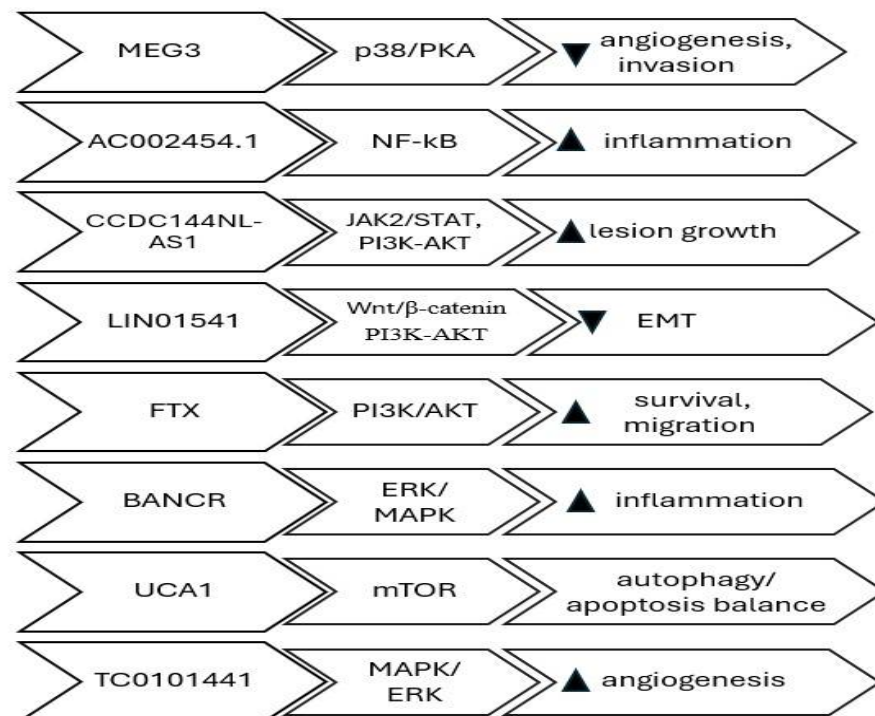 MEG3
p38/PKA
▼ angiogenesis,
invasion
AC002454.1
NF-kB
▲ inflammation
CCDC144NL-
AS1
JAK2/STAT,
PI3K-AKT
▲ lesion growth
LIN01541
Wnt/β-catenin
PI3K-AKT
▼ EMT
FTX
PI3K/AKT
▲ survival,
migration
BANCR
ERK/
MAPK
▲ inflammation
UCA1
mTOR
autophagy/
apoptosis balance
TC0101441
MAPK/
ERK
▲ angiogenesis